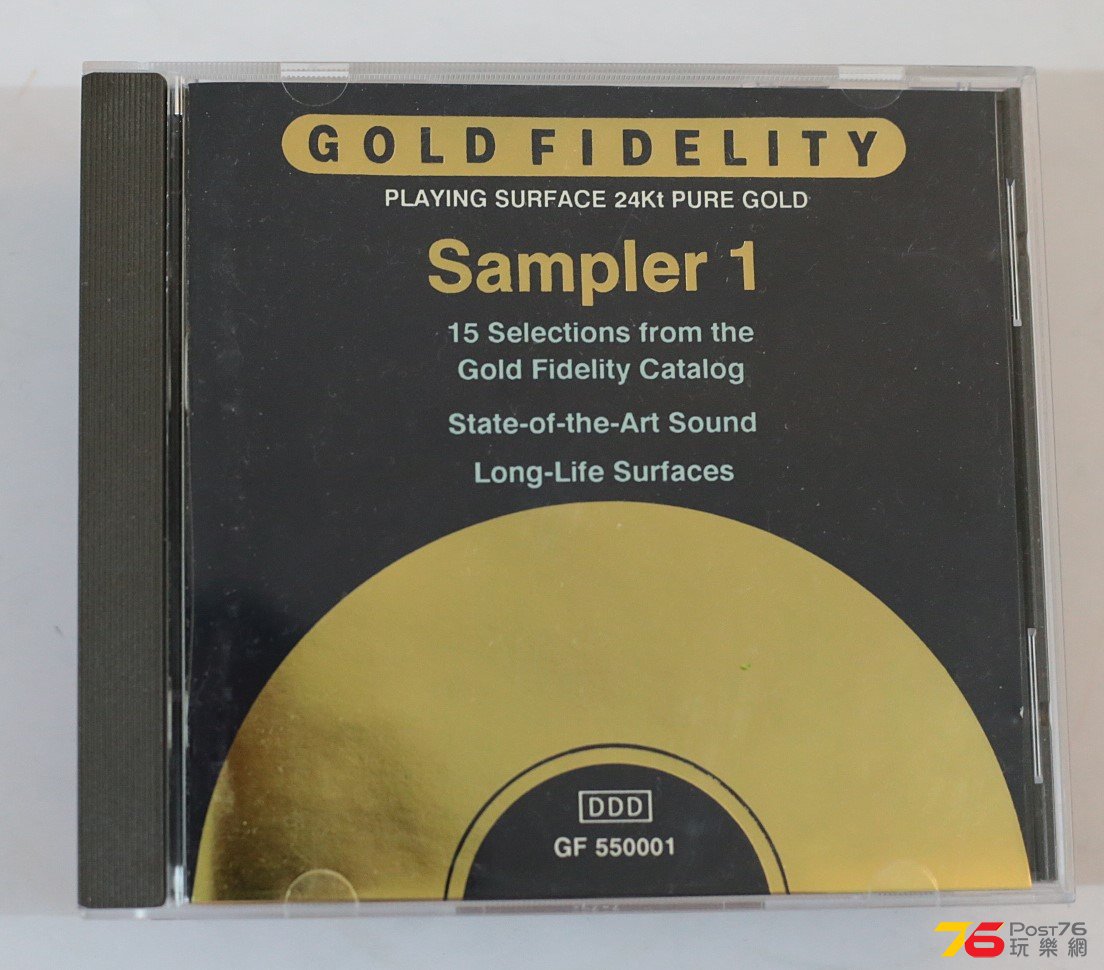 GOLD FIDELITY
PLAYING SURFACE 24Kt PURE GOLD
Sampler 1
15 Selections from the
Gold Fidelity Catalog
State-of-the-Art Sound
Long-Life Surfaces
DDD
GF 550001
76 Post76
玩樂網